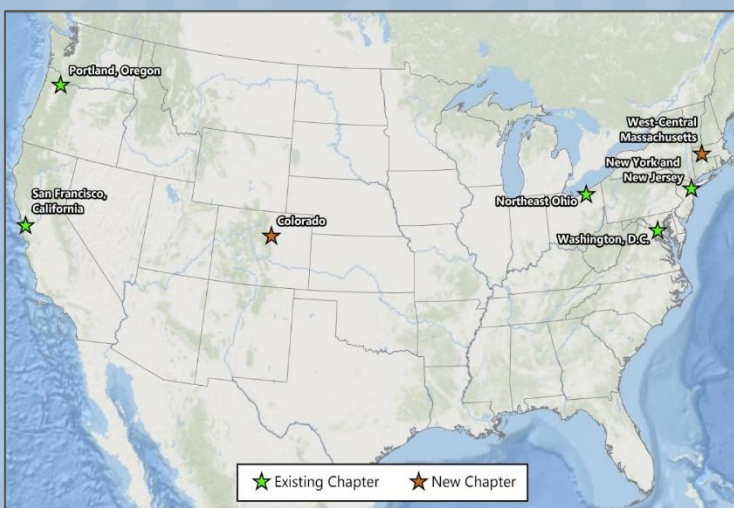 Portland, Oregon
West-Central
Massachusetts
New York and
New Jersey
San Francisco,
California
Northeast Ohio
Colorado
Washington, D.C.
Existing Chapter
New Chapter